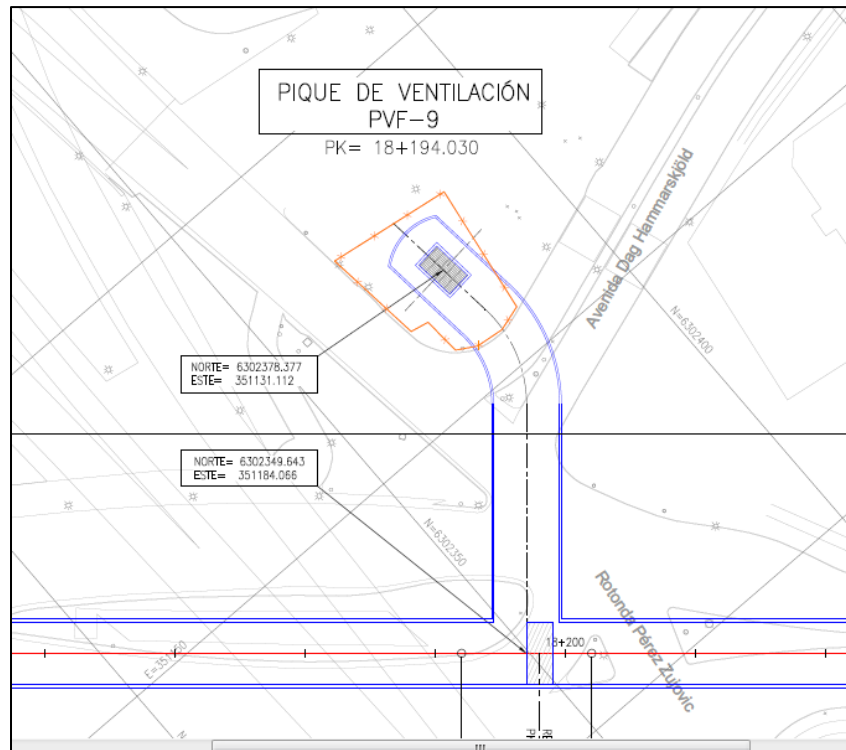 PIQUE DE VENTILACIÓN
PVF-9
PK= 18+194.030
Avenida Dag Hammarskjöld
N=6302400
NORTE= 6302378.377
ESTE= 351131.112
NORTE= 6302349.643
ESTE= 351184.066
N=6302350
Rotonda Pérez Zujovic
18+200
N